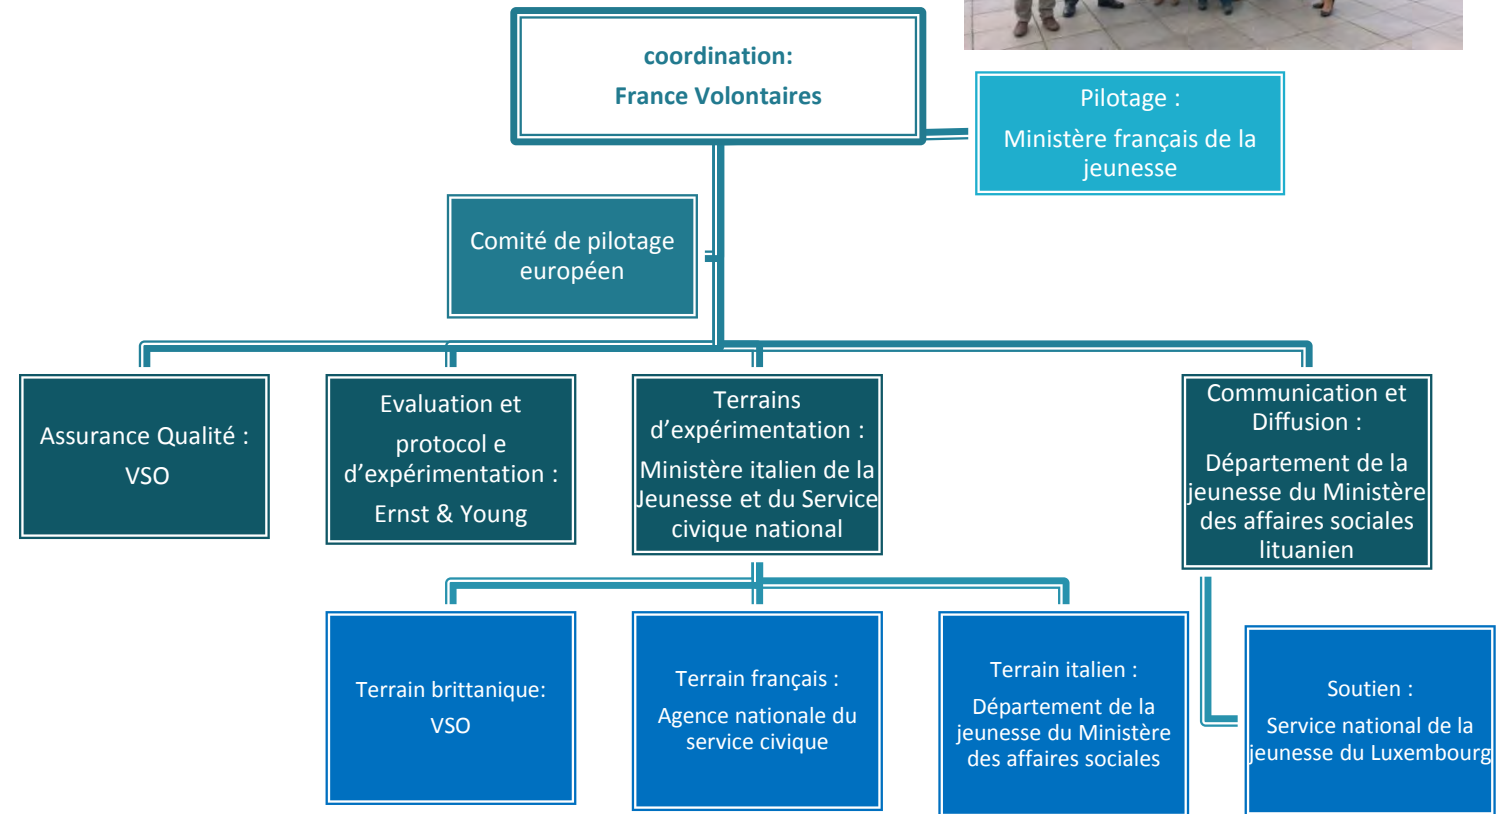 coordination:
France Volontaires
Pilotage :
Ministère français de la
jeunesse
Comité de pilotage
européen
Assurance Qualité :
VSO
Evaluation et
protocol e
d’expérimentation :
Ernst & Young
Terrains
d’expérimentation :
Ministère italien de la
Jeunesse et du Service
civique national
Communication et
Diffusion :
Département de la
jeunesse du Ministère
des affaires sociales
lituanien
Terrain brittanique:
VSO
Terrain français :
Agence nationale du
service civique
Terrain italien :
Département de la
jeunesse du Ministère
des affaires sociales
Soutien :
Service national de la
jeunesse du Luxembourg